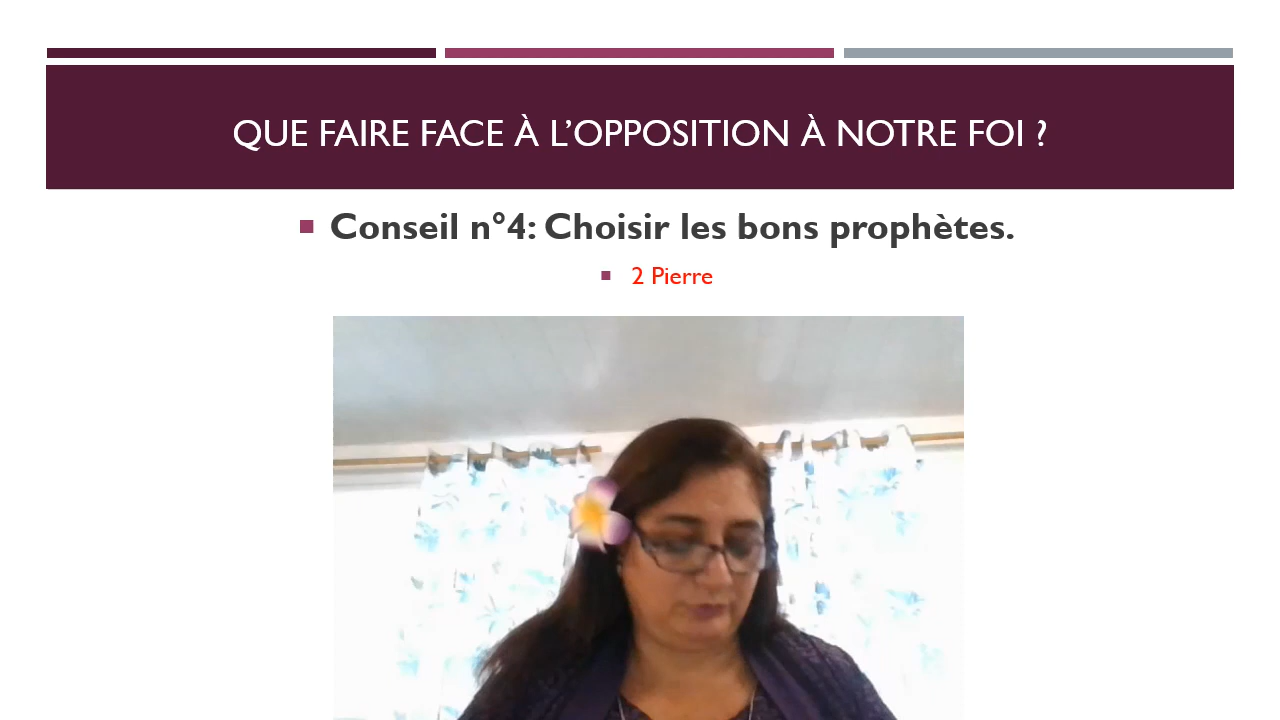 QUE FAIRE FACE À L’OPPOSITION À NOTRE FOI ?
Conseil n°4: Choisir les bons prophètes.
2 Pierre